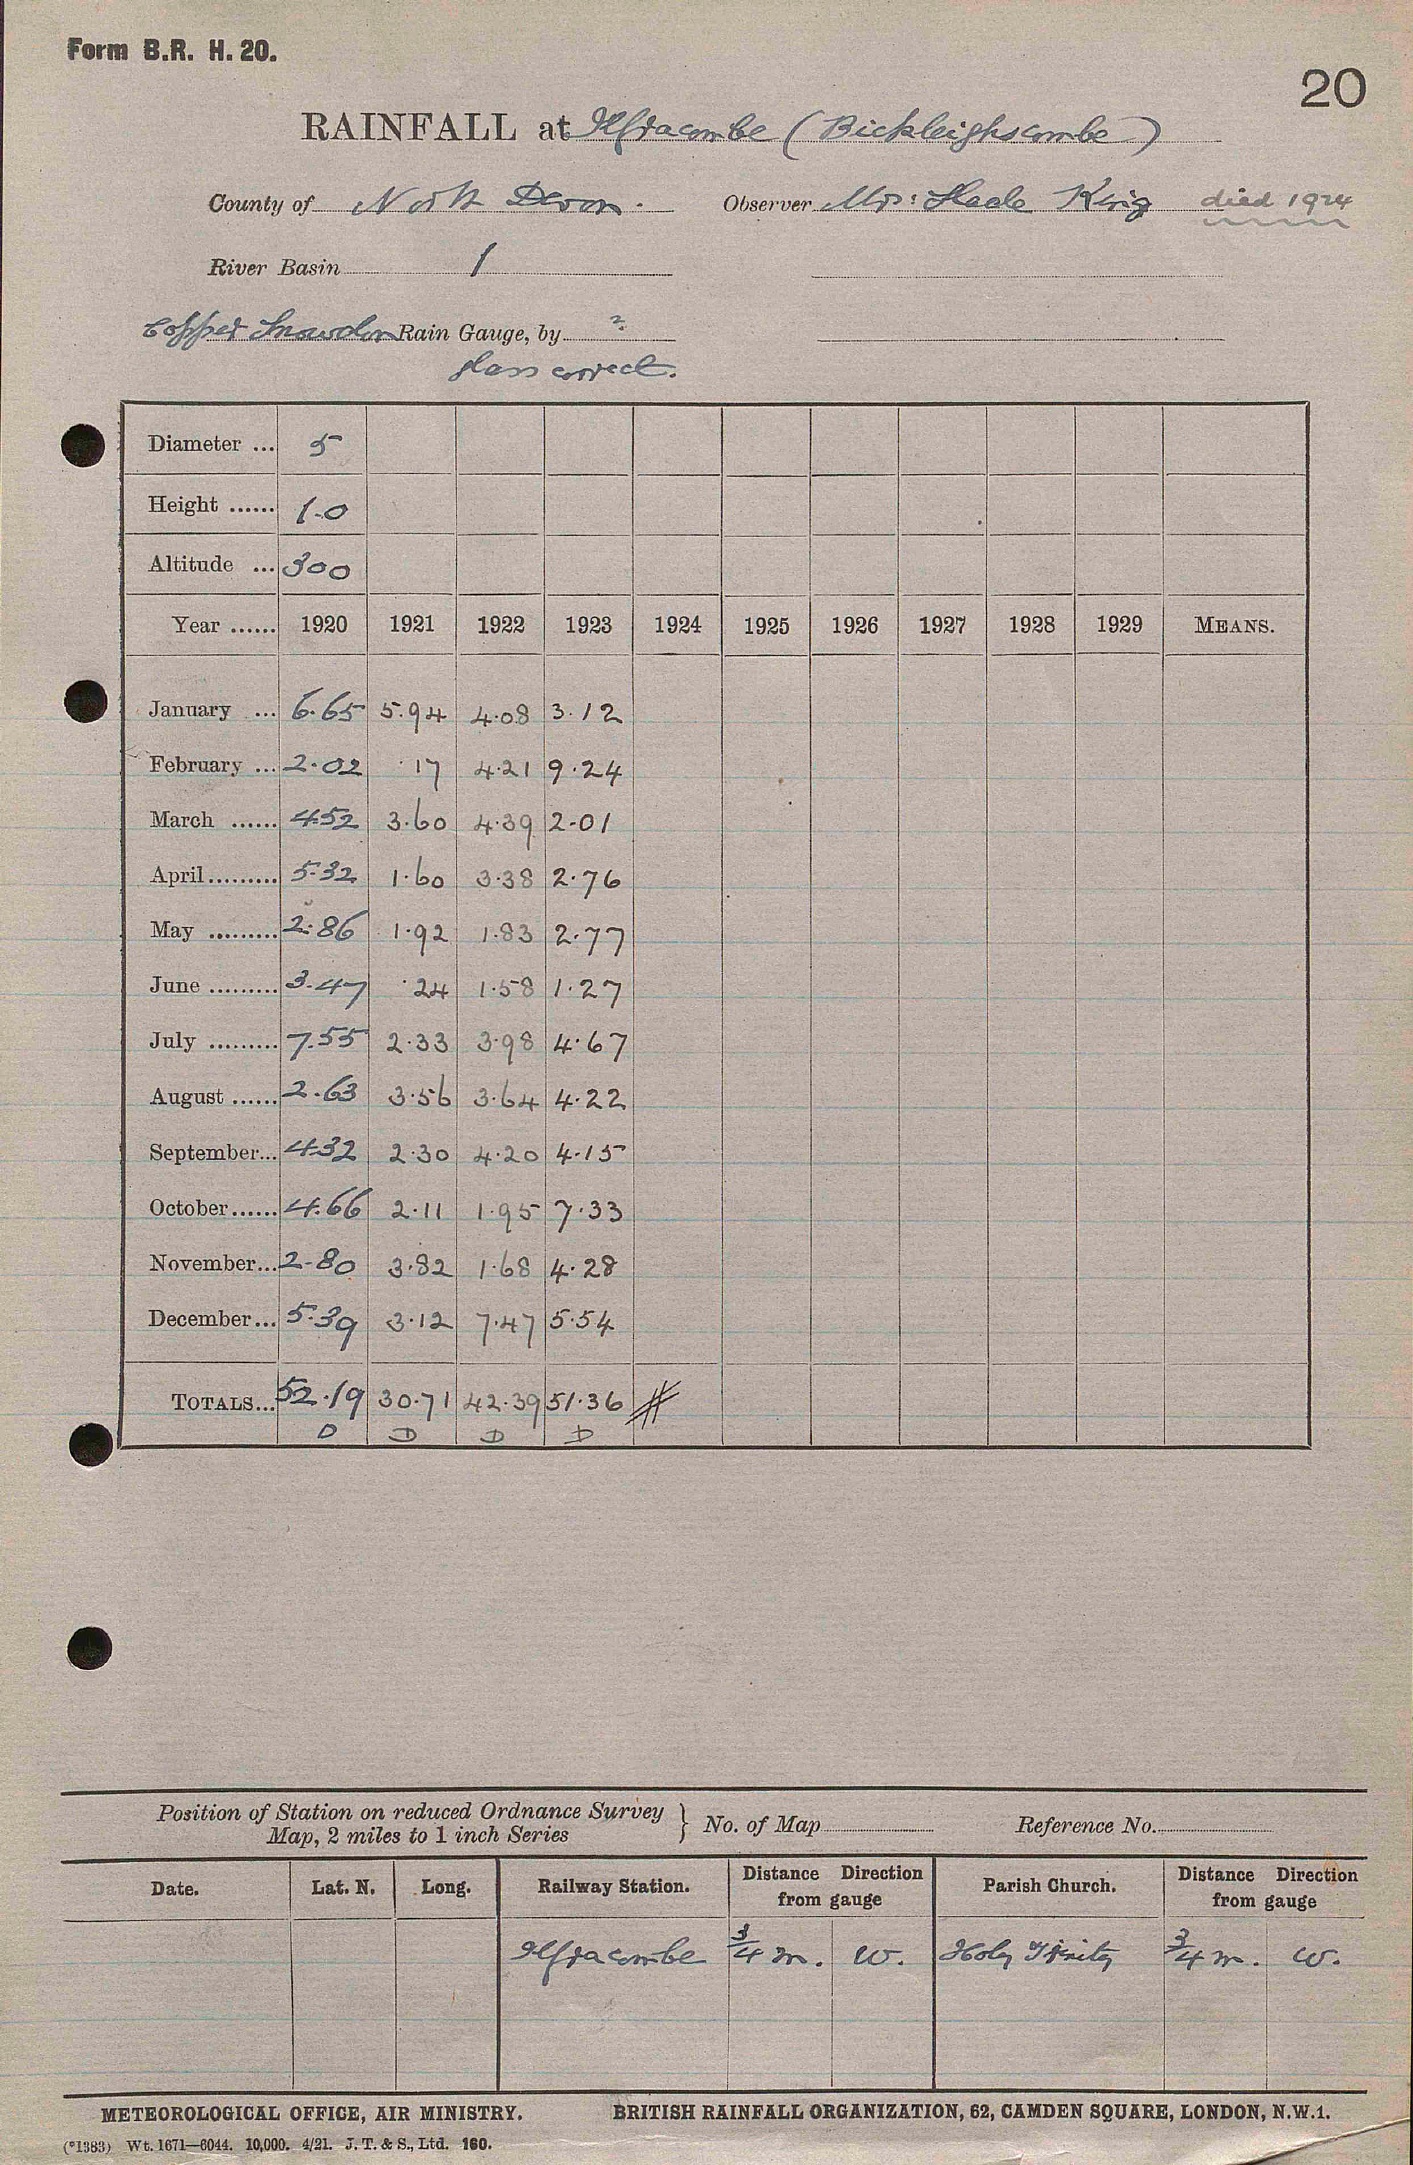 Form B.R. H. 20.
20
RAINFALL at Ilfracombe (Bickleighscombe)
County of North Devon. Observer Mrs: Slade King died 1924
River Basin 1
Copper Snowdon Rain Gauge, by ?
glass correct.
Diameter ... 5
Height ...... 1.0
Altitude ... 300
Year ...... 1920 1921 1922 1923 1924 1925 1926 1927 1928 1929 MEANS.
January ... 6.65 5.94 4.08 3.12
February ... 2.02 .17 4.21 9.24
March ...... 4.52 3.60 4.39 2.01
April......... 5.32 1.60 3.38 2.76
May ......... 2.86 1.92 1.83 2.77
June ......... 3.47 .24 1.58 1.27
July ......... 7.55 2.33 3.98 4.67
August ...... 2.63 3.56 3.64 4.22
September... 4.32 2.30 4.20 4.15
October...... 4.66 2.11 1.95 7.33
November... 2.80 3.82 1.68 4.28
December... 5.39 3.12 7.47 5.54
TOTALS... 52.19 30.71 42.39 51.36
D D D D
Position of Station on reduced Ordnance Survey
Map, 2 miles to 1 inch Series } No. of Map Reference No.
Date. Lat. N. Long. Railway Station. Distance Direction from gauge Parish Church. Distance Direction from gauge
Ilfracombe 3/4 m. W. Holy Trinity 3/4 m. W.
METEOROLOGICAL OFFICE, AIR MINISTRY. BRITISH RAINFALL ORGANIZATION, 62, CAMDEN SQUARE, LONDON, N.W.1.
(*1383) Wt. 1671—6044. 10,000. 4/21. J. T. & S., Ltd. 160.